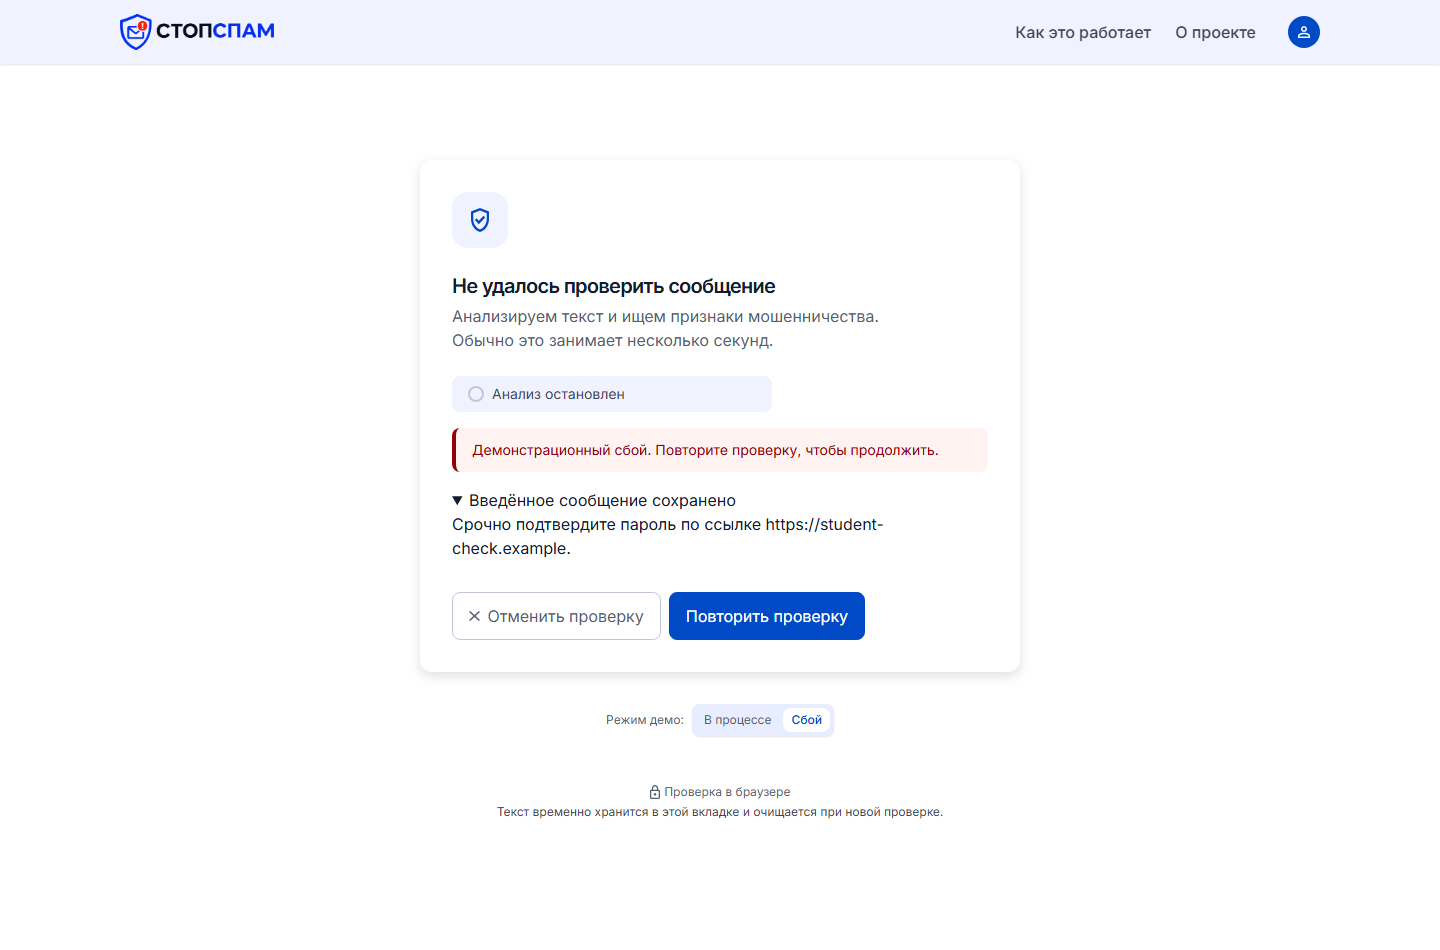 СТОПСПАМ
Как это работает
О проекте
Не удалось проверить сообщение
Анализируем текст и ищем признаки мошенничества.
Обычно это занимает несколько секунд.
Анализ остановлен
Демонстрационный сбой. Повторите проверку, чтобы продолжить.
▼ Введённое сообщение сохранено
Срочно подтвердите пароль по ссылке https://student-
check.example.
Отменить проверку
Повторить проверку
Режим демо:
В процессе
Сбой
Проверка в браузере
Текст временно хранится в этой вкладке и очищается при новой проверке.